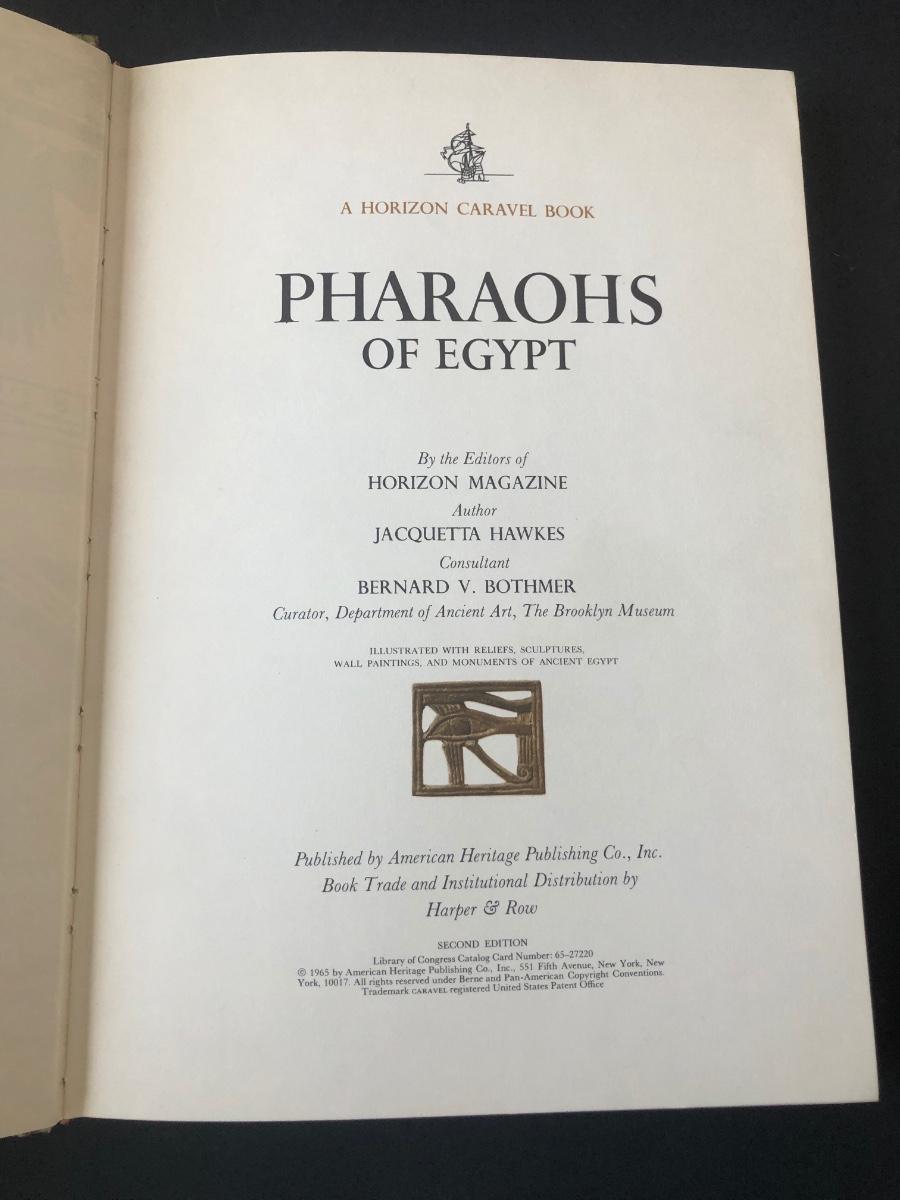 A HORIZON CARAVEL BOOK
PHARAOHS
OF EGYPT
By the Editors of
HORIZON MAGAZINE
Author
JACQUETTA HAWKES
Consultant
BERNARD V. BOTHMER
Curator, Department of Ancient Art, The Brooklyn Museum
ILLUSTRATED WITH RELIEFS, SCULPTURES,
WALL PAINTINGS, AND MONUMENTS OF ANCIENT EGYPT
Published by American Heritage Publishing Co., Inc.
Book Trade and Institutional Distribution by
Harper & Row
SECOND EDITION
Library of Congress Catalog Card Number: 65-27220
© 1965 by American Heritage Publishing Co., Inc., 551 Fifth Avenue, New York, New
York, 10017. All rights reserved under Berne and Pan-American Copyright Conventions.
Trademark CARAVEL registered United States Patent Office